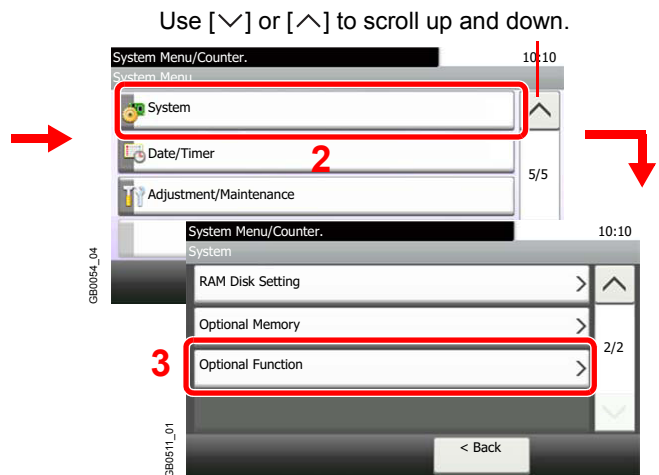 Use [∨] or [∧] to scroll up and down.
System Menu/Counter.
10:10
System Menu
System
Date/Timer
2
5/5
Adjustment/Maintenance
GB0054_04
System Menu/Counter.
10:10
System
RAM Disk Setting
Optional Memory
2/2
3
Optional Function
GB0511_01
< Back